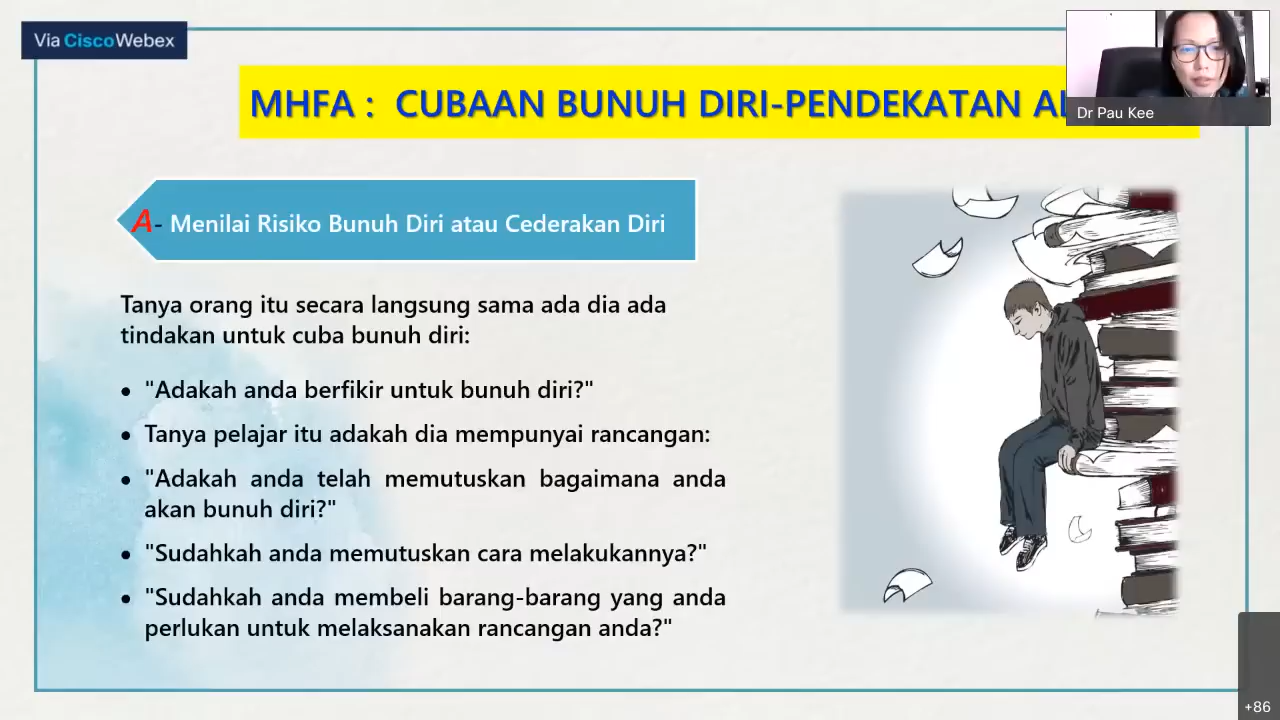 Via CiscoWebex
Dr Pau Kee
MHFA : CUBAAN BUNUH DIRI-PENDEKATAN
A- Menilai Risiko Bunuh Diri atau Cederakan Diri
Tanya orang itu secara langsung sama ada dia ada
tindakan untuk cuba bunuh diri:
• "Adakah anda berfikir untuk bunuh diri?"
• Tanya pelajar itu adakah dia mempunyai rancangan:
• "Adakah anda telah memutuskan bagaimana anda
akan bunuh diri?"
• "Sudahkah anda memutuskan cara melakukannya?"
• "Sudahkah anda membeli barang-barang yang anda
perlukan untuk melaksanakan rancangan anda?"
+86